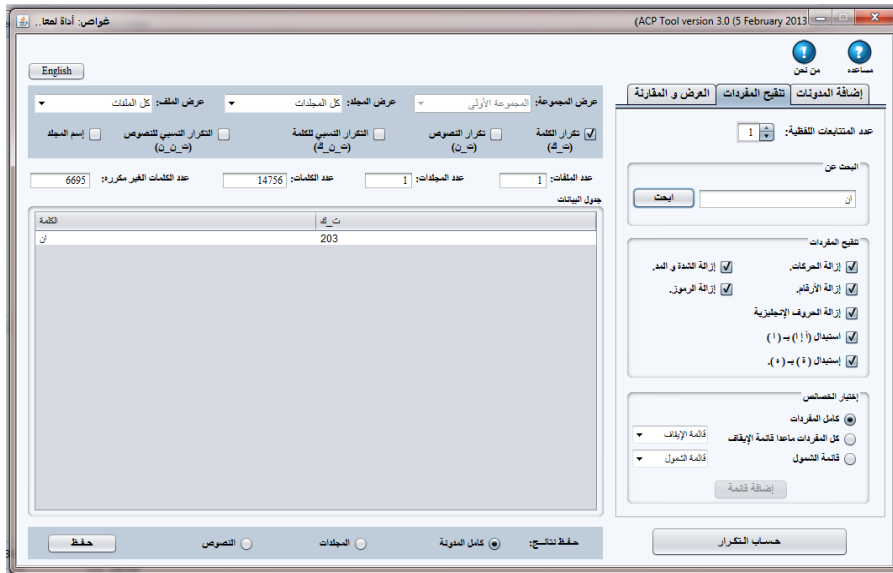 غواص: أداة لمعا..
(ACP Tool version 3.0 (5 February 2013
مساعده
من نحن
English
إضافة المدونات
تنقيح المفردات
العرض و المقارنة
عدد المتتابعات اللفظية: 1
البحث عن
ان
ابحث
تنقيح المفردات
إزالة الحركات.
إزالة الشدة و المد.
إزالة الأرقام.
إزالة الرموز.
إزالة الحروف الإنجليزية
استبدال (أ إ آ) بـ (ا)
إستبدال (ة) بـ (ه).
إختيار الخصائص
كامل المفردات
كل المفردات ماعدا قائمة الإيقاف
قائمة الإيقاف
قائمة الشمول
قائمة الشمول
إضافة قائمة
حساب التكرار
عرض المجموعة: المجموعة الأولى
عرض المجلد: كل المجلدات
عرض الملف: كل الملفات
تكرار الكلمة
(ت_ك)
تكرار النصوص
(ت_ن)
التكرار النسبي للكلمة
(ت_ن_ك)
التكرار النسبي للنصوص
(ت_ن_ن)
إسم المجلد
عدد الملفات: 1
عدد المجلدات: 1
عدد الكلمات: 14756
عدد الكلمات الغير مكرره: 6695
جدول البيانات
ت_ك
الكلمة
203
ان
حفظ نتائــج:
كامل المدونة
المجلدات
النصوص
حفـظ